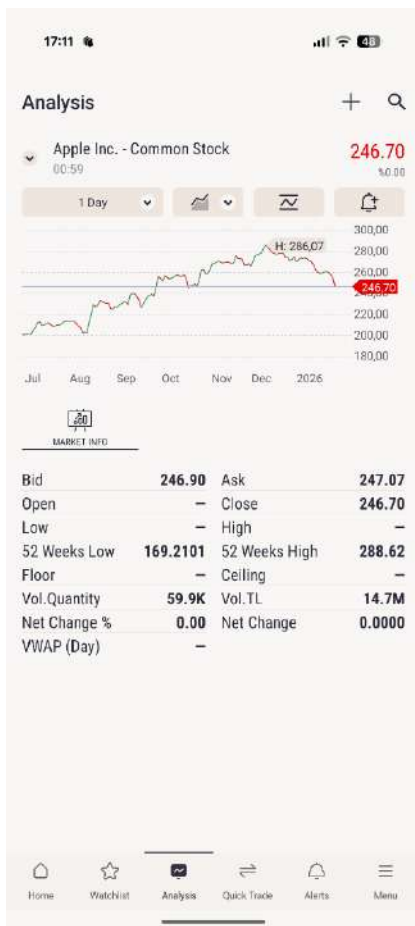 17:11
48
Analysis
Apple Inc. - Common Stock
246.70
00:59
%0.00
1 Day
300,00
H: 286,07
280,00
260,00
246,70
220,00
200,00
180,00
Jul Aug Sep Oct Nov Dec 2026
MARKET INFO
Bid 246.90 Ask 247.07
Open – Close 246.70
Low – High –
52 Weeks Low 169.2101 52 Weeks High 288.62
Floor – Ceiling –
Vol.Quantity 59.9K Vol.TL 14.7M
Net Change % 0.00 Net Change 0.0000
VWAP (Day) –
Home Watchlist Analysis Quick Trade Alerts Menu